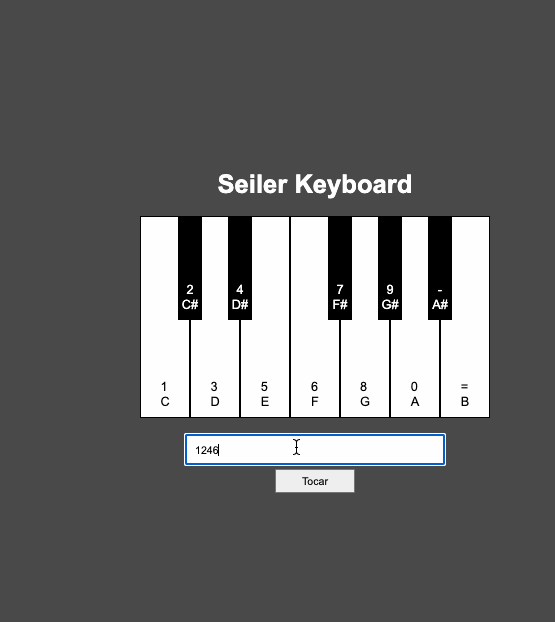 Seiler Keyboard
2 4 7 9 -
C# D# F# G# A#
1 3 5 6 8 0 =
C D E F G A B
1246
Tocar